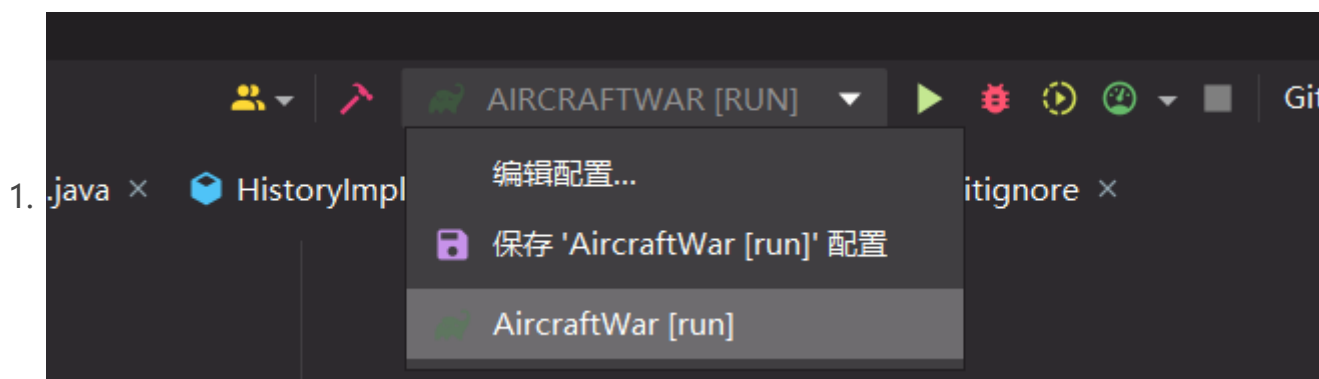 AIRCRAFTWAR [RUN]
Git
1. .java × HistoryImpl itignore ×
编辑配置...
保存 'AircraftWar [run]' 配置
AircraftWar [run]